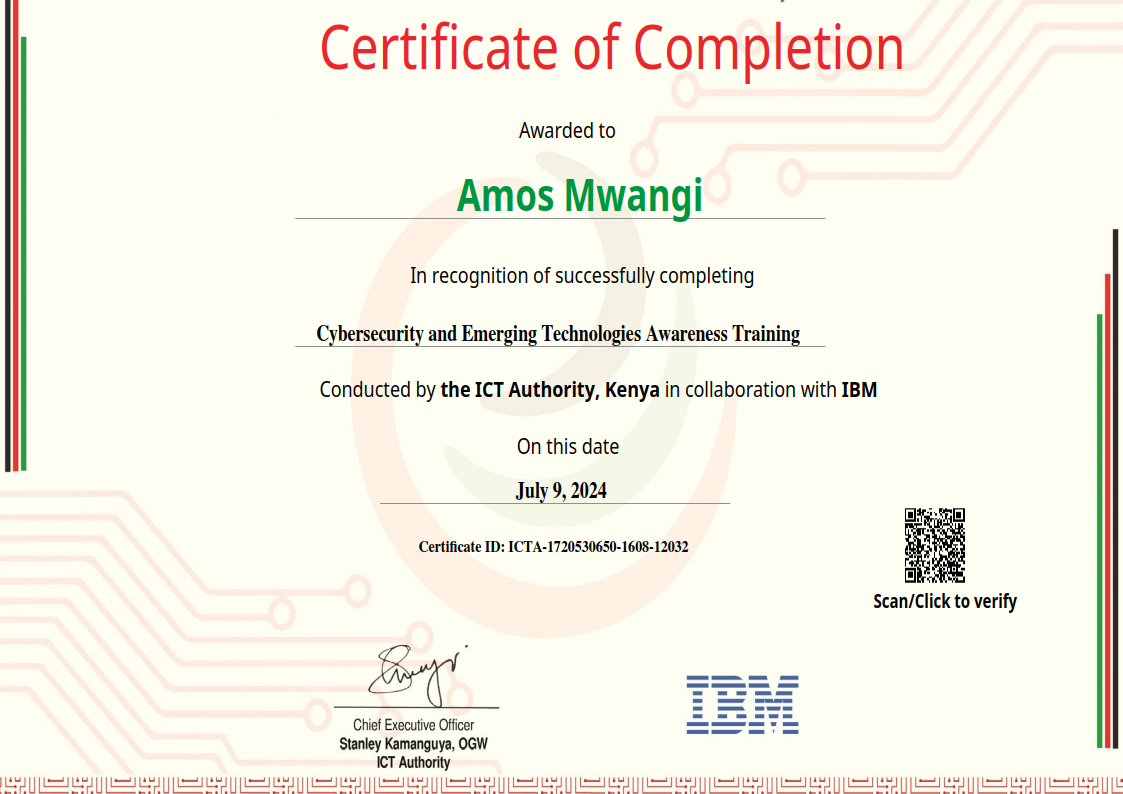 Certificate of Completion
Awarded to
Amos Mwangi
In recognition of successfully completing
Cybersecurity and Emerging Technologies Awareness Training
Conducted by the ICT Authority, Kenya in collaboration with IBM
On this date
July 9, 2024
Certificate ID: ICTA-1720530650-1608-12032
Scan/Click to verify
Chief Executive Officer
Stanley Kamanguya, OGW
ICT Authority
IBM